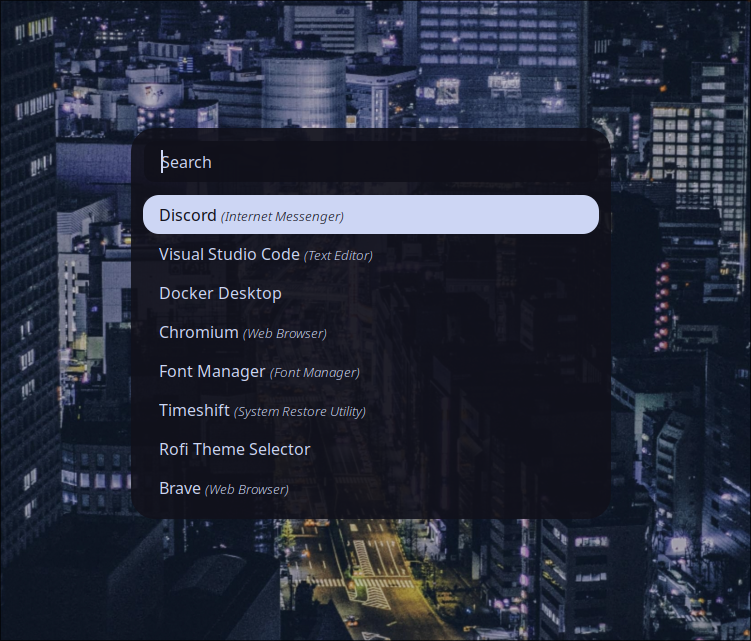 Search
Discord (Internet Messenger)
Visual Studio Code (Text Editor)
Docker Desktop
Chromium (Web Browser)
Font Manager (Font Manager)
Timeshift (System Restore Utility)
Rofi Theme Selector
Brave (Web Browser)